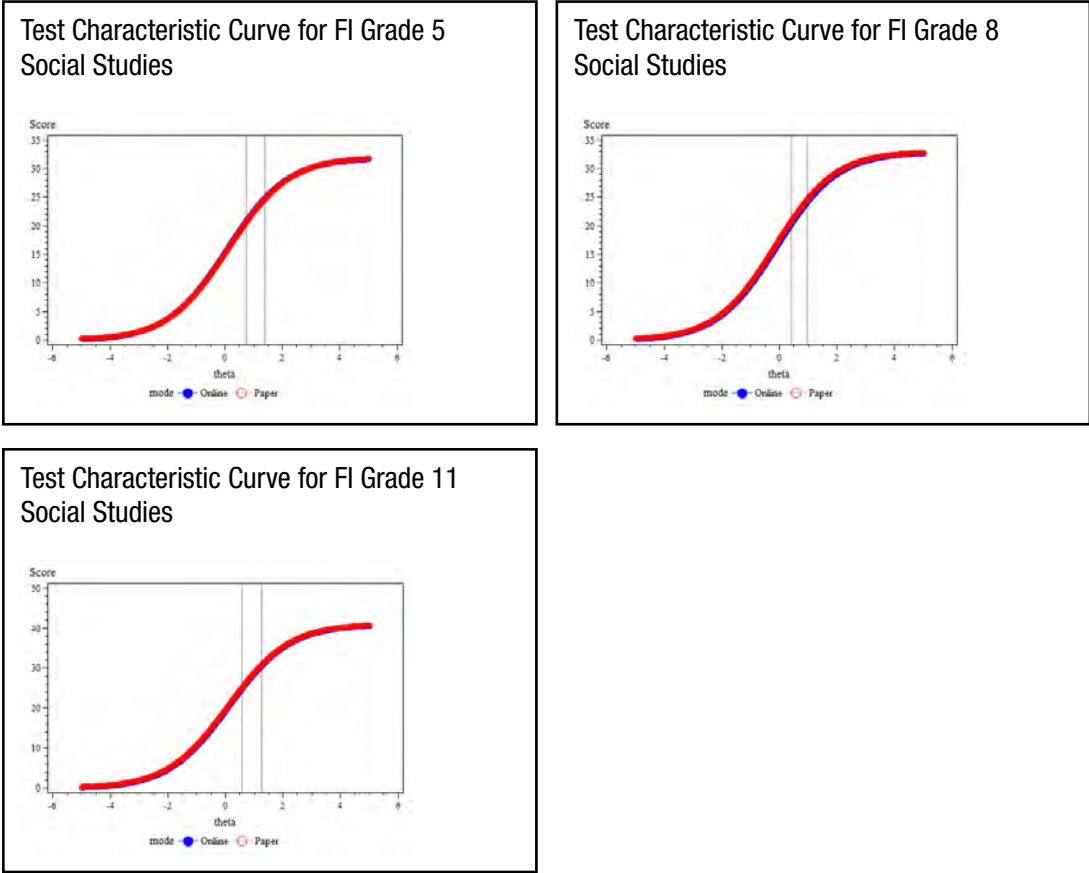 Test Characteristic Curve for FI Grade 5
Social Studies
Score
35
30
25
20
15
10
5
0
-6 -4 -2 0 2 4 6
theta
mode Online Paper
Test Characteristic Curve for FI Grade 8
Social Studies
Score
35
30
25
20
15
10
5
0
-6 -4 -2 0 2 4 6
theta
mode Online Paper
Test Characteristic Curve for FI Grade 11
Social Studies
Score
50
40
30
20
10
0
-6 -4 -2 0 2 4 6
theta
mode Online Paper